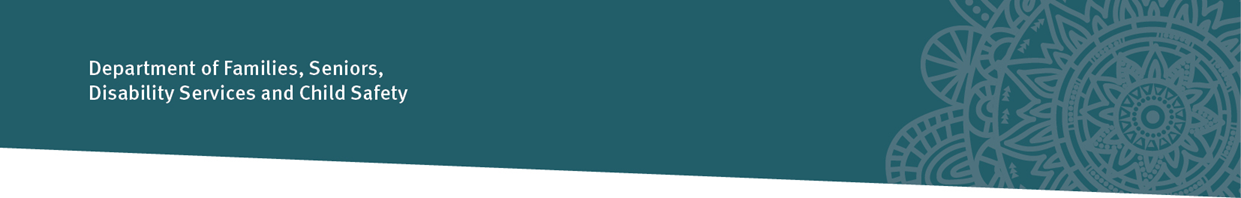 Department of Families, Seniors,
Disability Services and Child Safety